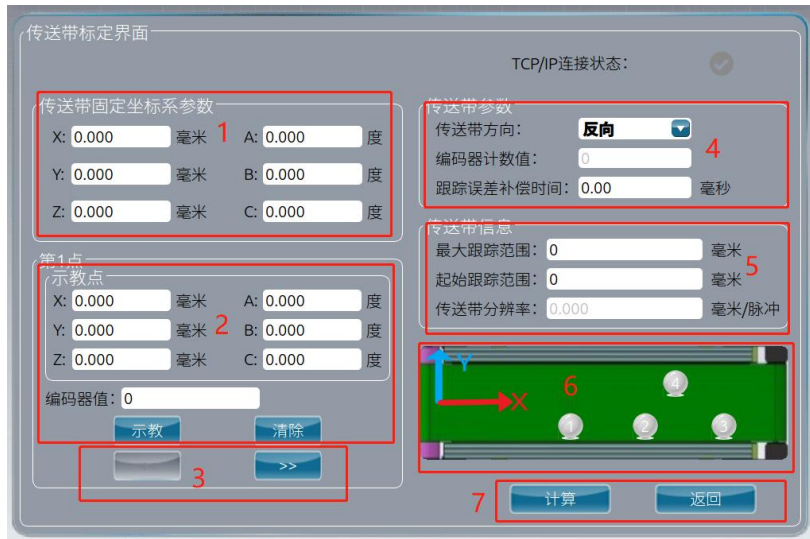 传送带标定界面
TCP/IP连接状态：
传送带固定坐标系参数
X: 0.000 毫米 1 A: 0.000 度
Y: 0.000 毫米 B: 0.000 度
Z: 0.000 毫米 C: 0.000 度
第1点
示教点
X: 0.000 毫米 A: 0.000 度
Y: 0.000 毫米 2 B: 0.000 度
Z: 0.000 毫米 C: 0.000 度
编码器值: 0
示教 清除
3 >>
传送带参数
传送带方向： 反向
编码器计数值： 0 4
跟踪误差补偿时间： 0.00 毫秒
传送带信息
最大跟踪范围： 0 毫米
5
起始跟踪范围： 0 毫米
传送带分辨率： 0.000 毫米/脉冲
Y
6 4
X
1 2 3
7 计算 返回